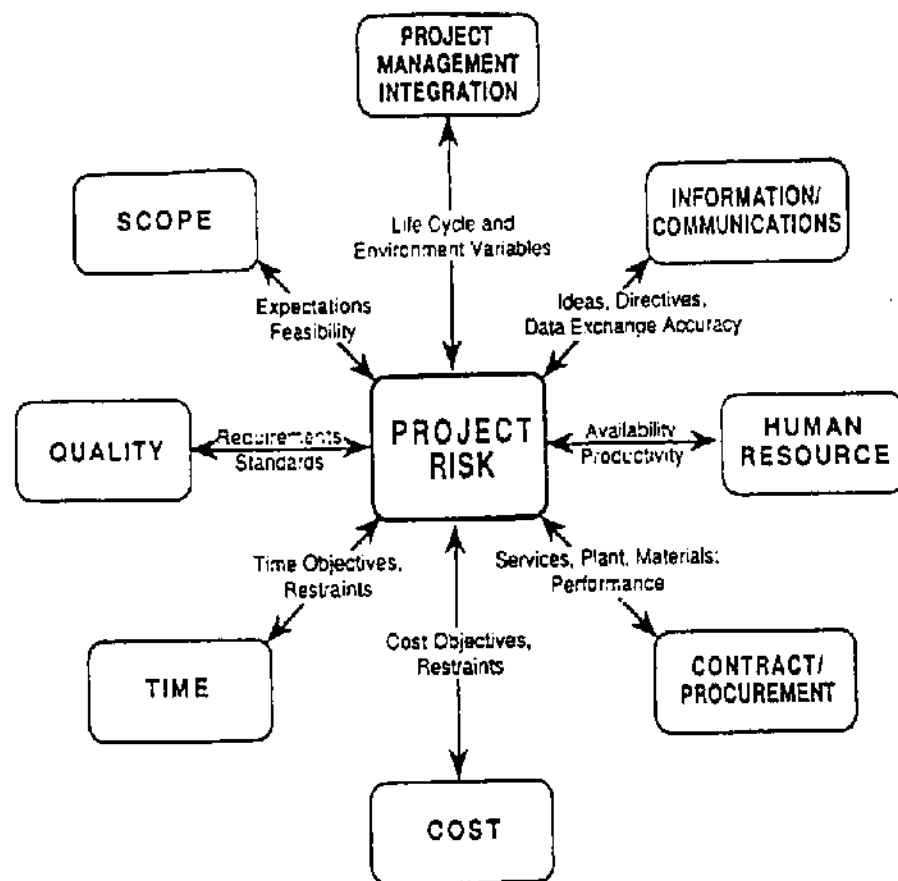 PROJECT
MANAGEMENT
INTEGRATION
SCOPE
INFORMATION/
COMMUNICATIONS
Life Cycle and
Environment Variables
Expectations
Feasibility
Ideas, Directives,
Data Exchange Accuracy
QUALITY
Requirements
Standards
PROJECT
RISK
Availability
Productivity
HUMAN
RESOURCE
Time Objectives,
Restraints
Services, Plant, Materials:
Performance
TIME
Cost Objectives,
Restraints
CONTRACT/
PROCUREMENT
COST